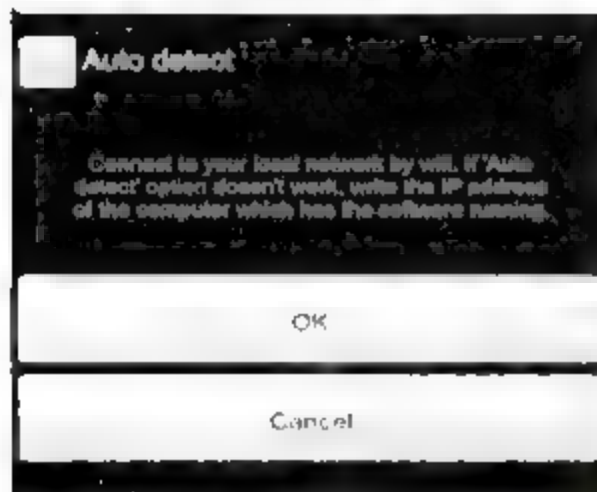 Auto detect
Connect to your local network by wifi. If 'Auto
detect' option doesn't work, write the IP address
of the computer which has the software running.
OK
Cancel